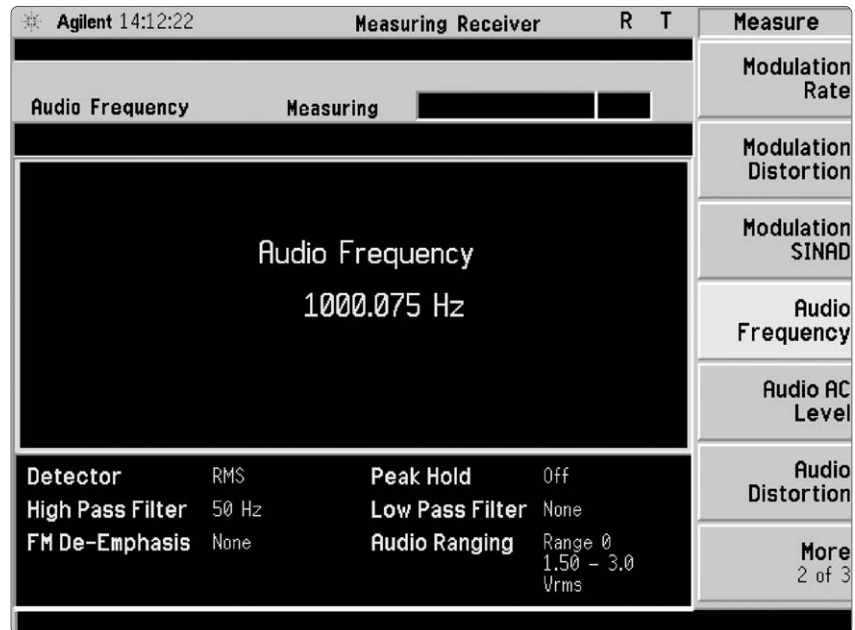 Agilent 14:12:22
Measuring Receiver
R T
Measure
Audio Frequency
Measuring
Modulation
Rate
Modulation
Distortion
Modulation
SINAD
Audio
Frequency
Audio AC
Level
Audio
Distortion
More
2 of 3
Audio Frequency
1000.075 Hz
Detector RMS
Peak Hold Off
High Pass Filter 50 Hz
Low Pass Filter None
FM De-Emphasis None
Audio Ranging Range 0
1.50 – 3.0
Vrms